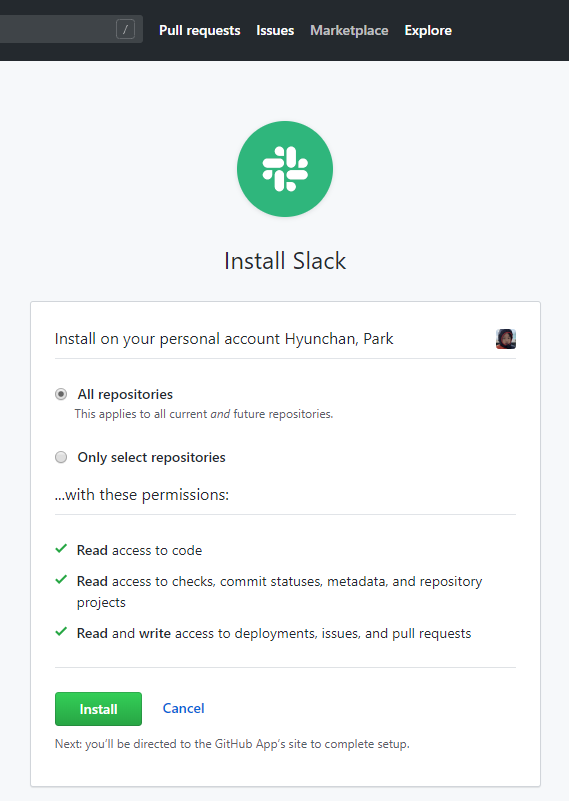 / Pull requests Issues Marketplace Explore
Install Slack
Install on your personal account Hyunchan, Park
All repositories
This applies to all current and future repositories.
Only select repositories
...with these permissions:
Read access to code
Read access to checks, commit statuses, metadata, and repository
projects
Read and write access to deployments, issues, and pull requests
Install Cancel
Next: you’ll be directed to the GitHub App’s site to complete setup.